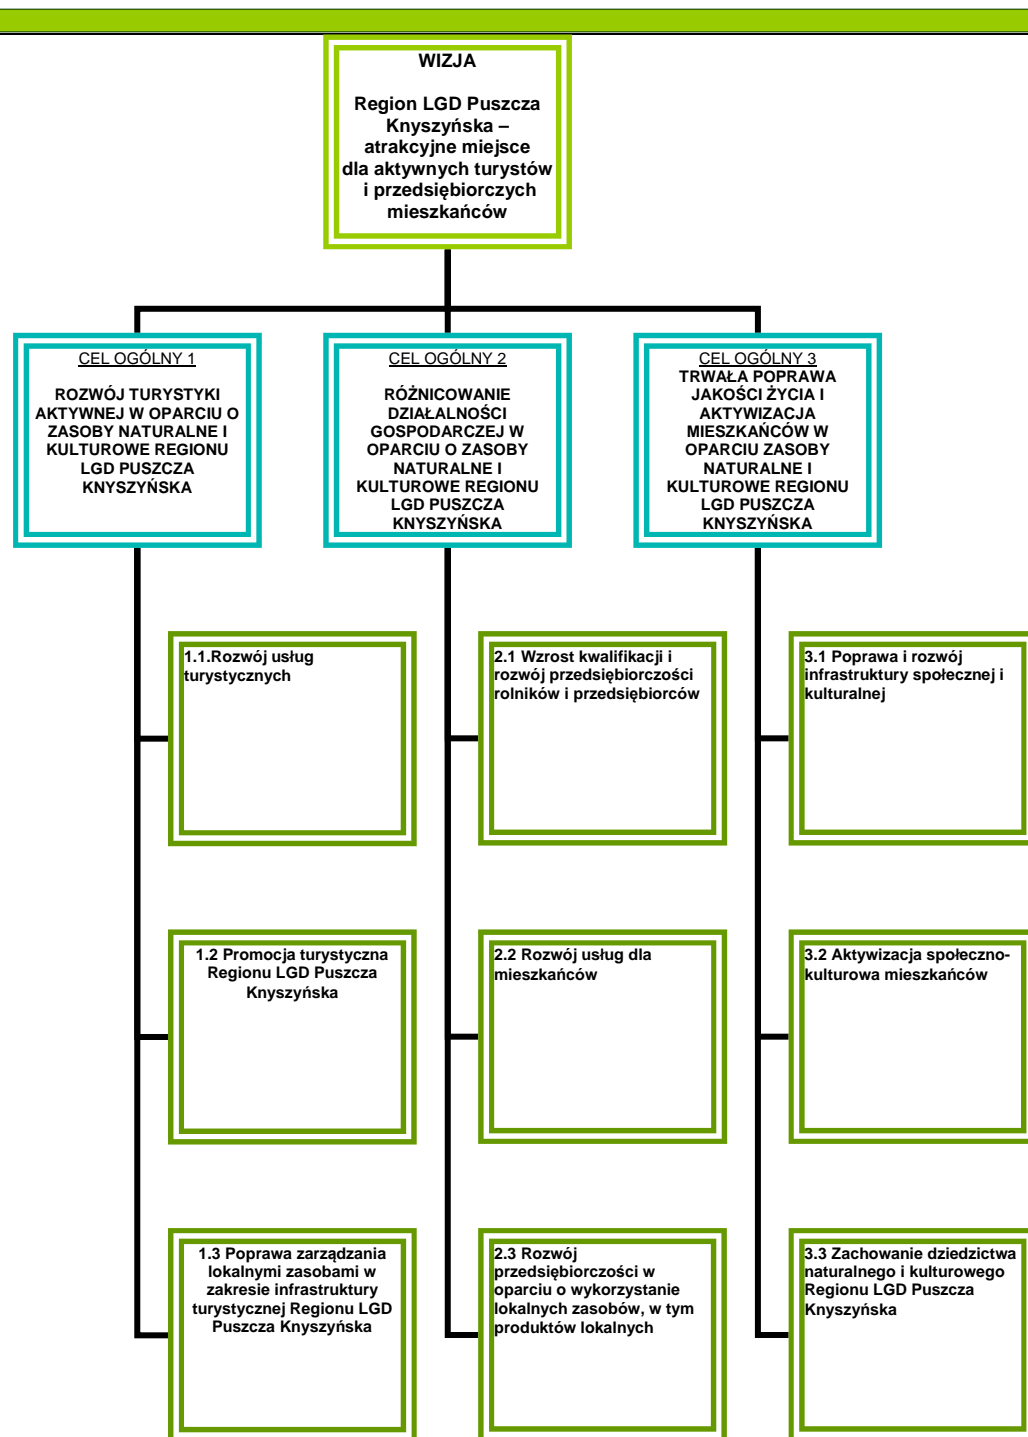 WIZJA
Region LGD Puszcza
Knyszyńska –
atrakcyjne miejsce
dla aktywnych turystów
i przedsiębiorczych
mieszkańców
CEL OGÓLNY 1
ROZWÓJ TURYSTYKI
AKTYWNEJ W OPARCIU O
ZASOBY NATURALNE I
KULTUROWE REGIONU
LGD PUSZCZA
KNYSZYŃSKA
CEL OGÓLNY 2
RÓŻNICOWANIE
DZIAŁALNOŚCI
GOSPODARCZEJ W
OPARCIU O ZASOBY
NATURALNE I
KULTUROWE REGIONU
LGD PUSZCZA
KNYSZYŃSKA
CEL OGÓLNY 3
TRWAŁA POPRAWA
JAKOŚCI ŻYCIA I
AKTYWIZACJA
MIESZKAŃCÓW W
OPARCIU ZASOBY
NATURALNE I
KULTUROWE REGIONU
LGD PUSZCZA
KNYSZYŃSKA
1.1.Rozwój usług
turystycznych
2.1 Wzrost kwalifikacji i
rozwój przedsiębiorczości
rolników i przedsiębiorców
3.1 Poprawa i rozwój
infrastruktury społecznej i
kulturalnej
1.2 Promocja turystyczna
Regionu LGD Puszcza
Knyszyńska
2.2 Rozwój usług dla
mieszkańców
3.2 Aktywizacja społeczno-
kulturowa mieszkańców
1.3 Poprawa zarządzania
lokalnymi zasobami w
zakresie infrastruktury
turystycznej Regionu LGD
Puszcza Knyszyńska
2.3 Rozwój
przedsiębiorczości w
oparciu o wykorzystanie
lokalnych zasobów, w tym
produktów lokalnych
3.3 Zachowanie dziedzictwa
naturalnego i kulturowego
Regionu LGD Puszcza
Knyszyńska